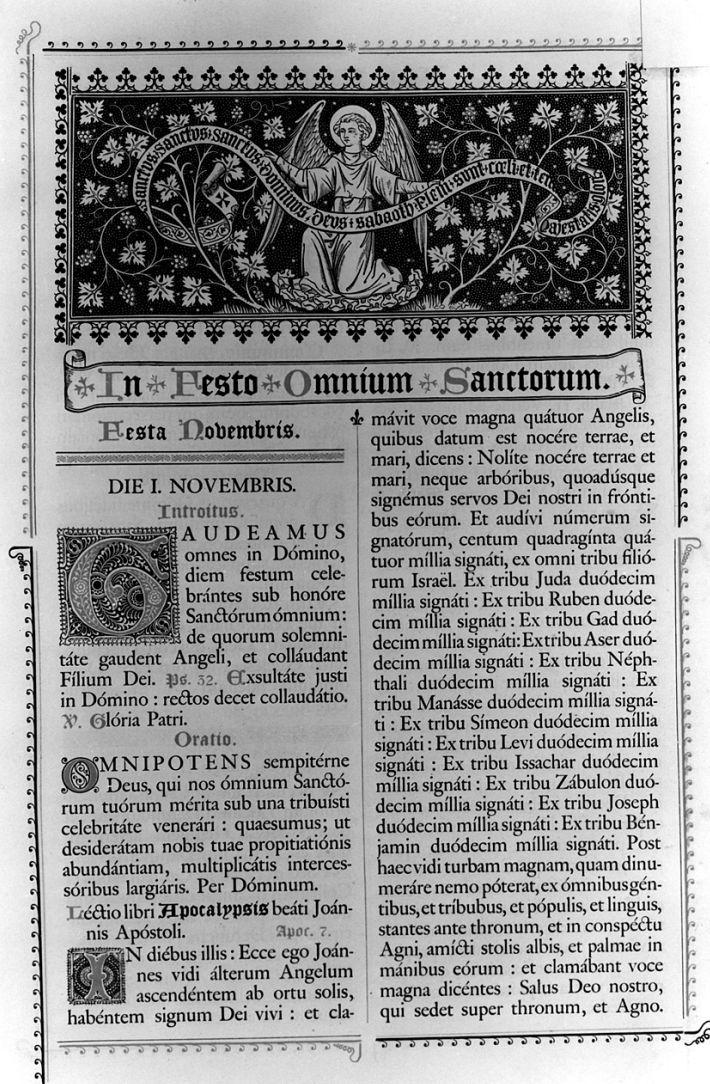 Sanctus, sanctus, sanctus, Dominus, Deus sabaoth. Pleni sunt cœli et
In Festo Omnium Sanctorum.
Festa Novembris.
DIE I. NOVEMBRIS.
Introitus.
GAUDEAMUS
omnes in Dómino,
diem festum cele-
brántes sub honóre
Sanctórum ómnium:
de quorum solemni-
táte gaudent Angeli, et colláudant
Fílium Dei. Ps. 32. Exsultáte justi
in Dómino : rectos decet collaudátio.
℣. Glória Patri.
Oratio.
OMNIPOTENS sempitérne
Deus, qui nos ómnium Sanctó-
rum tuórum mérita sub una tribuísti
celebritáte venerári : quaesumus; ut
desiderátam nobis tuae propitiatiónis
abundántiam, multiplicátis interces-
sóribus largiáris. Per Dóminum.
Léctio libri Apocalypsis beáti Joán-
nis Apóstoli. Apoc. 7.
IN diébus illis : Ecce ego Joán-
nes vidi álterum Angelum
ascendéntem ab ortu solis,
habéntem signum Dei vivi : et cla-
mávit voce magna quátuor Angelis,
quibus datum est nocére terrae, et
mari, dicens : Nolíte nocére terrae et
mari, neque arbóribus, quoadúsque
signémus servos Dei nostri in frónti-
bus eórum. Et audívi númerum si-
gnatórum, centum quadragínta quá-
tuor míllia signáti, ex omni tribu filió-
rum Israël. Ex tribu Juda duódecim
míllia signáti : Ex tribu Ruben duóde-
cim míllia signáti : Ex tribu Gad duó-
decim míllia signáti: Ex tribu Aser duó-
decim míllia signáti : Ex tribu Néph-
thali duódecim míllia signáti : Ex
tribu Manásse duódecim míllia signá-
ti : Ex tribu Símeon duódecim míllia
signáti : Ex tribu Levi duódecim míllia
signáti : Ex tribu Issachar duódecim
míllia signáti : Ex tribu Zábulon duó-
decim míllia signáti : Ex tribu Joseph
duódecim míllia signáti : Ex tribu Bén-
jamin duódecim míllia signáti. Post
haec vidi turbam magnam, quam dinu-
meráre nemo póterat, ex ómnibus gén-
tibus, et tríbubus, et pópulis, et linguis,
stantes ante thronum, et in conspéctu
Agni, amícti stolis albis, et palmae in
mánibus eórum : et clamábant voce
magna dicéntes : Salus Deo nostro,
qui sedet super thronum, et Agno.